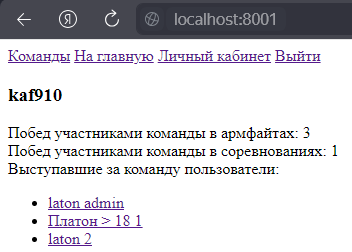 localhost:8001
Команды На главную Личный кабинет Выйти
kaf910
Побед участниками команды в армфайтах: 3
Побед участниками команды в соревнованиях: 1
Выступавшие за команду пользователи:
laton admin
Платон > 18 1
laton 2